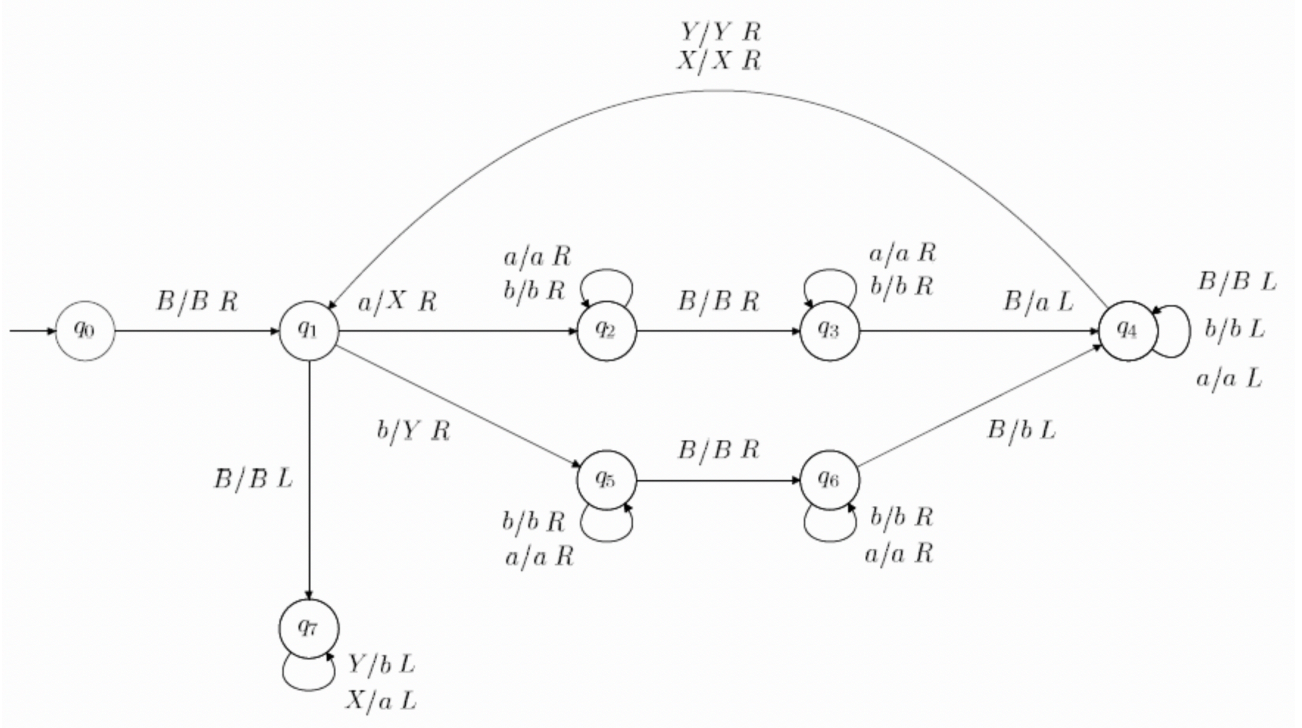 Y/Y R
X/X R
a/a R
b/b R
a/a R
b/b R
B/B L
b/b L
a/a L
q0
B/B R
q1
a/X R
q2
B/B R
q3
B/a L
q4
b/Y R
B/B L
q5
B/B R
q6
B/b L
b/b R
a/a R
b/b R
a/a R
q7
Y/b L
X/a L